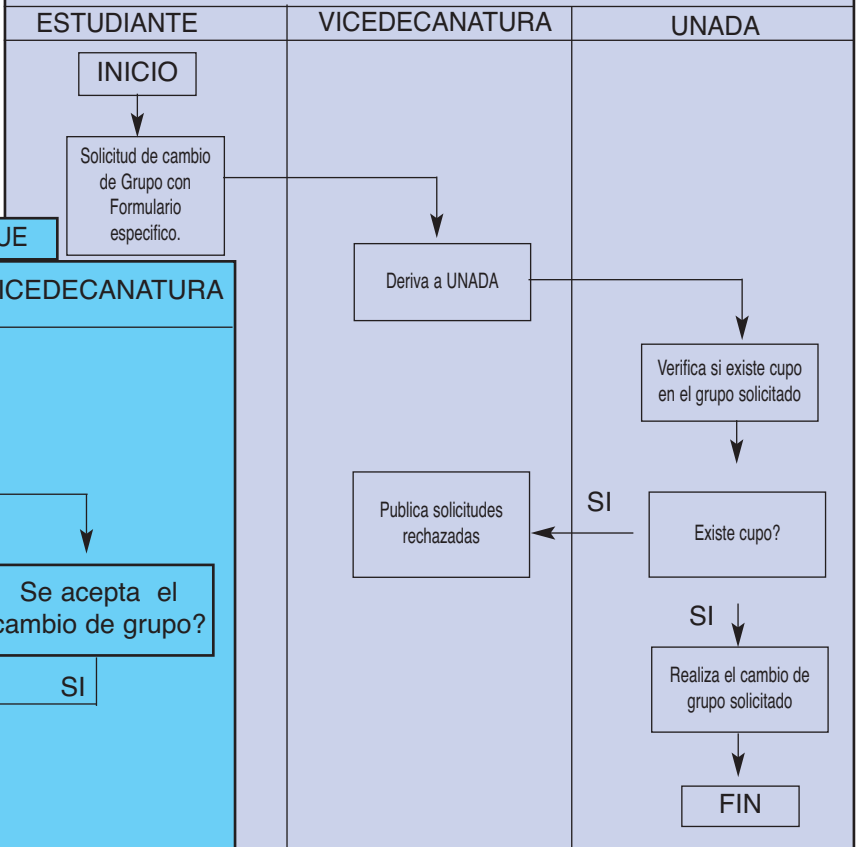 ESTUDIANTE
VICEDECANATURA
UNADA
INICIO
Solicitud de cambio
de Grupo con
Formulario
especifico.
Deriva a UNADA
Verifica si existe cupo
en el grupo solicitado
Existe cupo?
SI
Publica solicitudes
rechazadas
SI
Realiza el cambio de
grupo solicitado
FIN
UE
ICEDECANATURA
Se acepta el
cambio de grupo?
SI